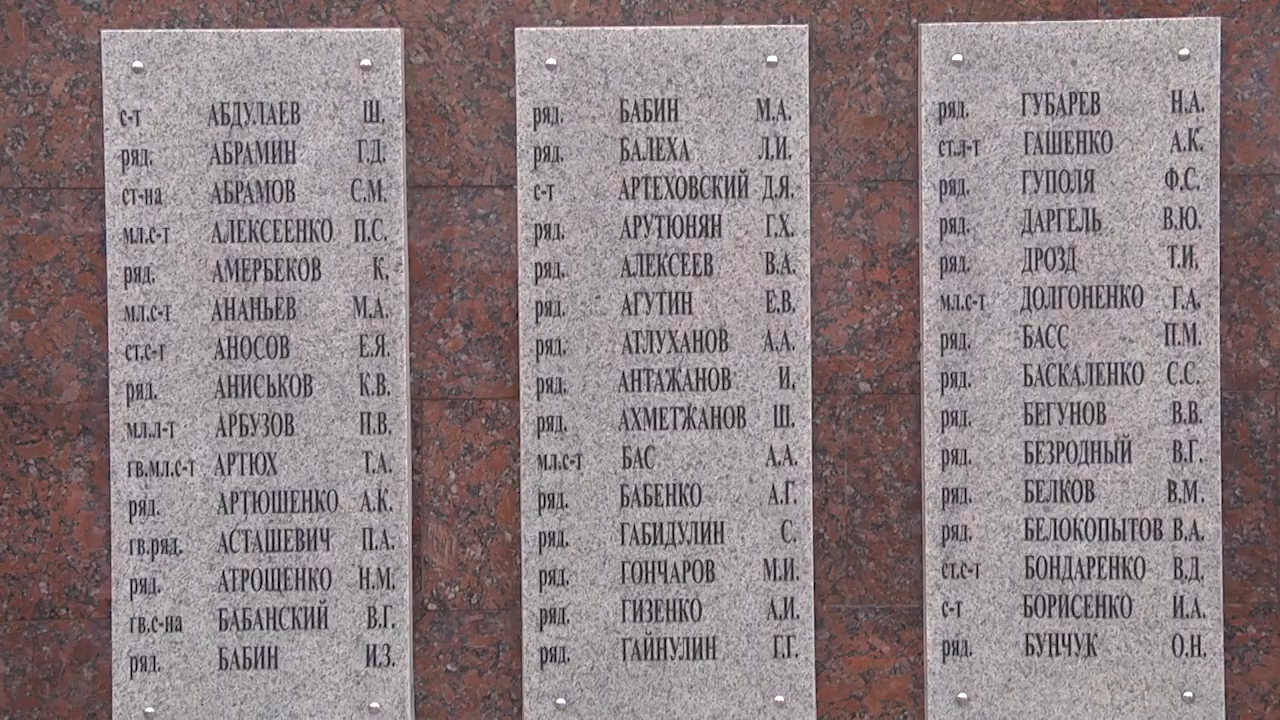 с-т АБДУЛАЕВ Ш.
ряд. АБРАМИН Г.Д.
ст-на АБРАМОВ С.М.
мл.с-т АЛЕКСЕЕНКО П.С.
ряд. АМЕРБЕКОВ К.
мл.с-т АНАНЬЕВ М.А.
ст.с-т АНОСОВ Е.Я.
ряд. АНИСЬКОВ К.В.
мл.л-т АРБУЗОВ П.В.
гв.мл.с-т АРТЮХ Т.А.
ряд. АРТЮШЕНКО А.К.
гв.ряд. АСТАШЕВИЧ П.А.
ряд. АТРОЩЕНКО Н.М.
гв.с-на БАБАНСКИЙ В.Г.
ряд. БАБИН И.З.
ряд. БАБИН М.А.
ряд. БАЛЕХА Л.И.
с-т АРТЕХОВСКИЙ Д.Я.
ряд. АРУТЮНЯН Г.Х.
ряд. АЛЕКСЕЕВ В.А.
ряд. АГУТИН Е.В.
ряд. АТЛУХАНОВ А.А.
ряд. АНТАЖАНОВ И.
ряд. АХМЕТЖАНОВ Ш.
мл.с-т БАС А.А.
ряд. БАБЕНКО А.Г.
ряд. ГАБИДУЛИН С.
ряд. ГОНЧАРОВ М.И.
ряд. ГИЗЕНКО А.И.
ряд. ГАЙНУЛИН Г.Г.
ряд. ГУБАРЕВ Н.А.
ст.л-т ГАШЕНКО А.К.
ряд. ГУПОЛЯ Ф.С.
ряд. ДАРГЕЛЬ В.Ю.
ряд. ДРОЗД Т.И.
мл.с-т ДОЛГОНЕНКО Г.А.
ряд. БАСС П.М.
ряд. БАСКАЛЕНКО С.С.
ряд. БЕГУНОВ В.В.
ряд. БЕЗРОДНЫЙ В.Г.
ряд. БЕЛКОВ В.М.
ряд. БЕЛОКОПЫТОВ В.А.
ст.с-т БОНДАРЕНКО В.Д.
с-т БОРИСЕНКО И.А.
ряд. БУНЧУК О.Н.